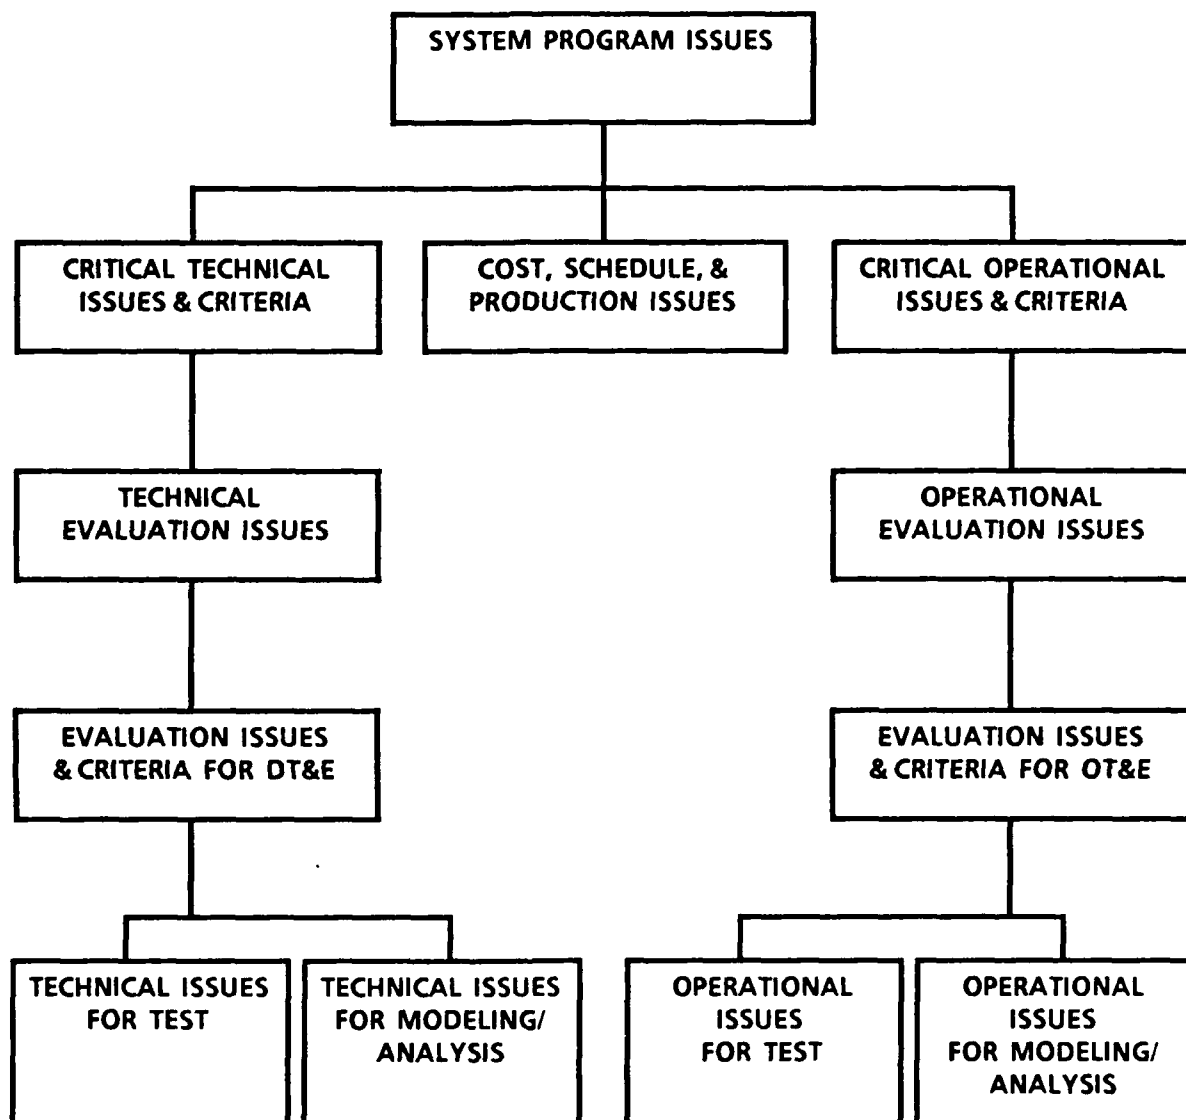 SYSTEM PROGRAM ISSUES
CRITICAL TECHNICAL
ISSUES & CRITERIA
COST, SCHEDULE, &
PRODUCTION ISSUES
CRITICAL OPERATIONAL
ISSUES & CRITERIA
TECHNICAL
EVALUATION ISSUES
OPERATIONAL
EVALUATION ISSUES
EVALUATION ISSUES
& CRITERIA FOR DT&E
EVALUATION ISSUES
& CRITERIA FOR OT&E
TECHNICAL ISSUES
FOR TEST
TECHNICAL ISSUES
FOR MODELING/
ANALYSIS
OPERATIONAL
ISSUES
FOR TEST
OPERATIONAL
ISSUES
FOR MODELING/
ANALYSIS